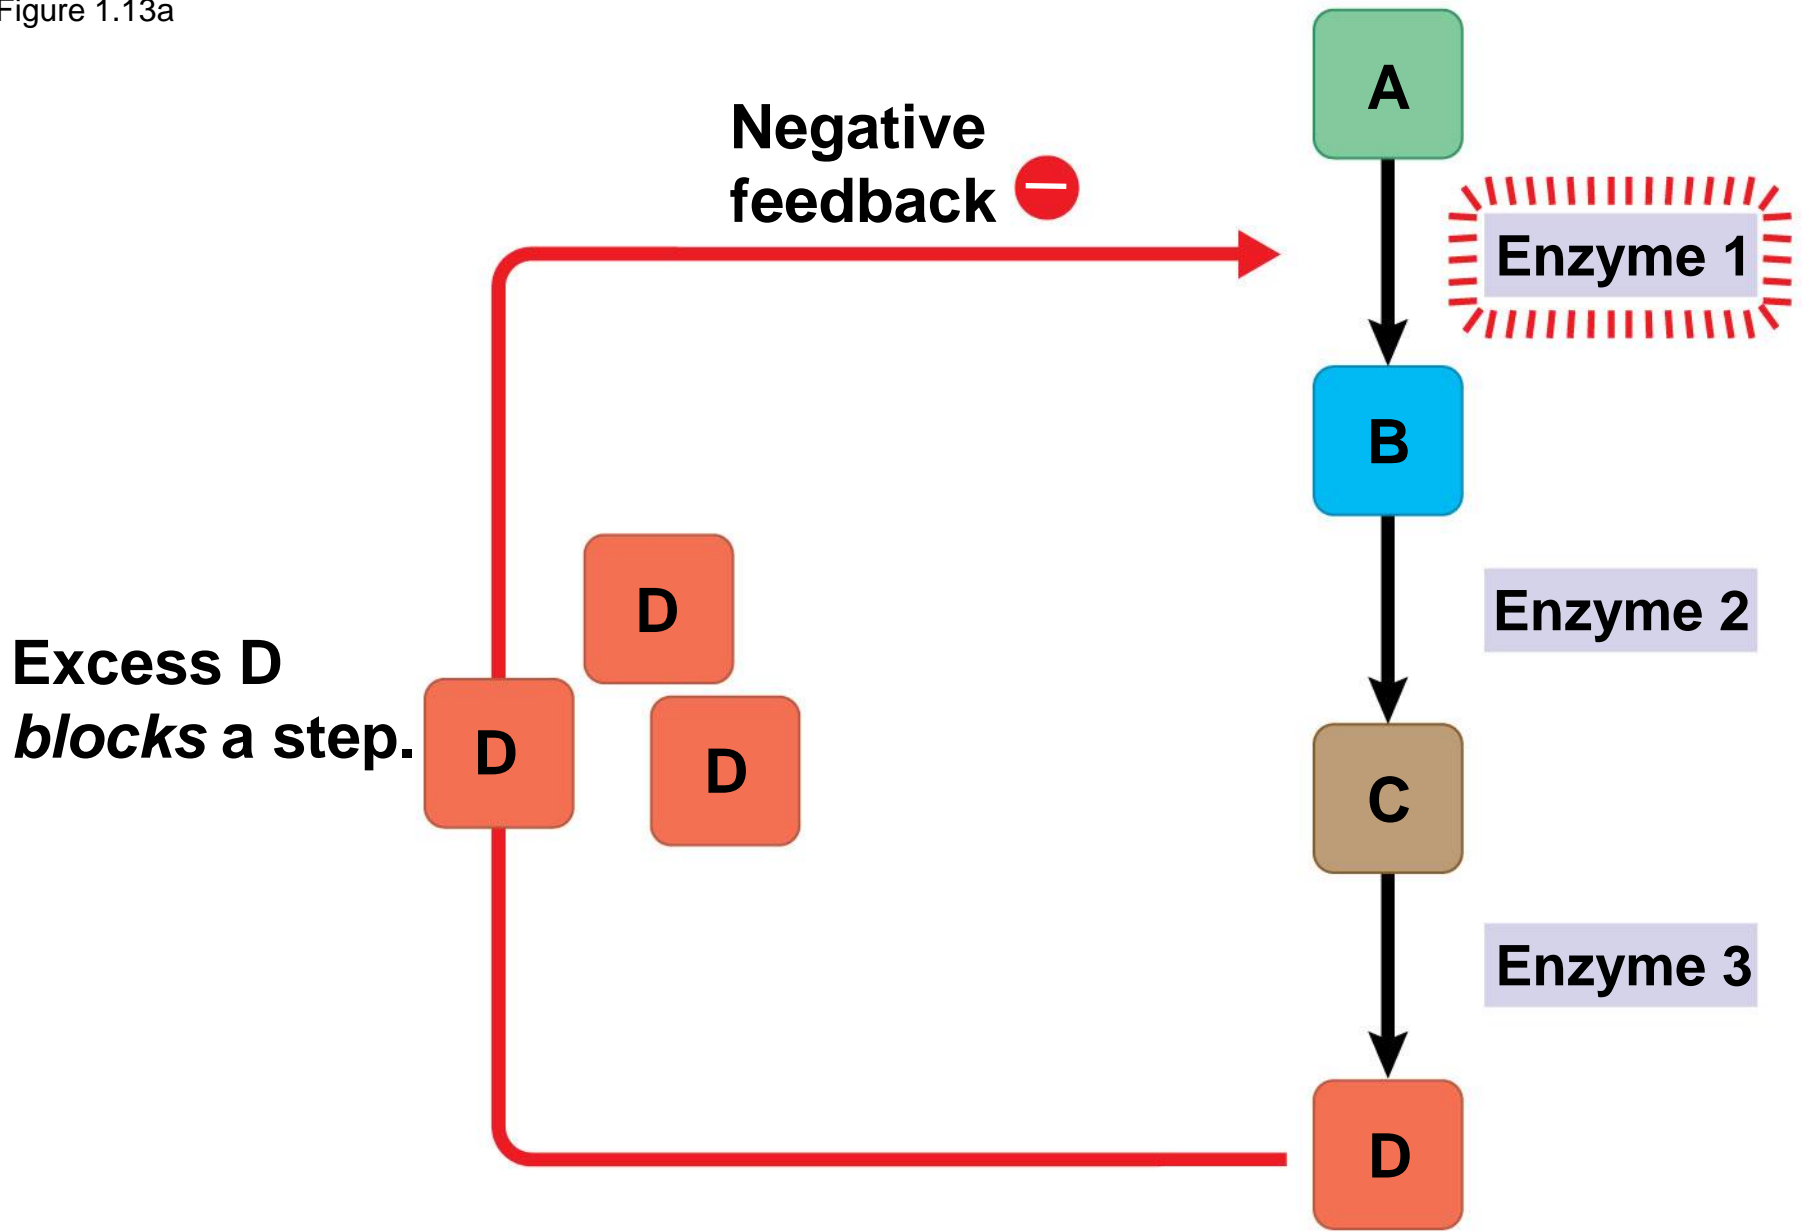 Figure 1.13a
A
Negative
feedback
Enzyme 1
B
D
Enzyme 2
Excess D
blocks a step.
D
D
C
Enzyme 3
D